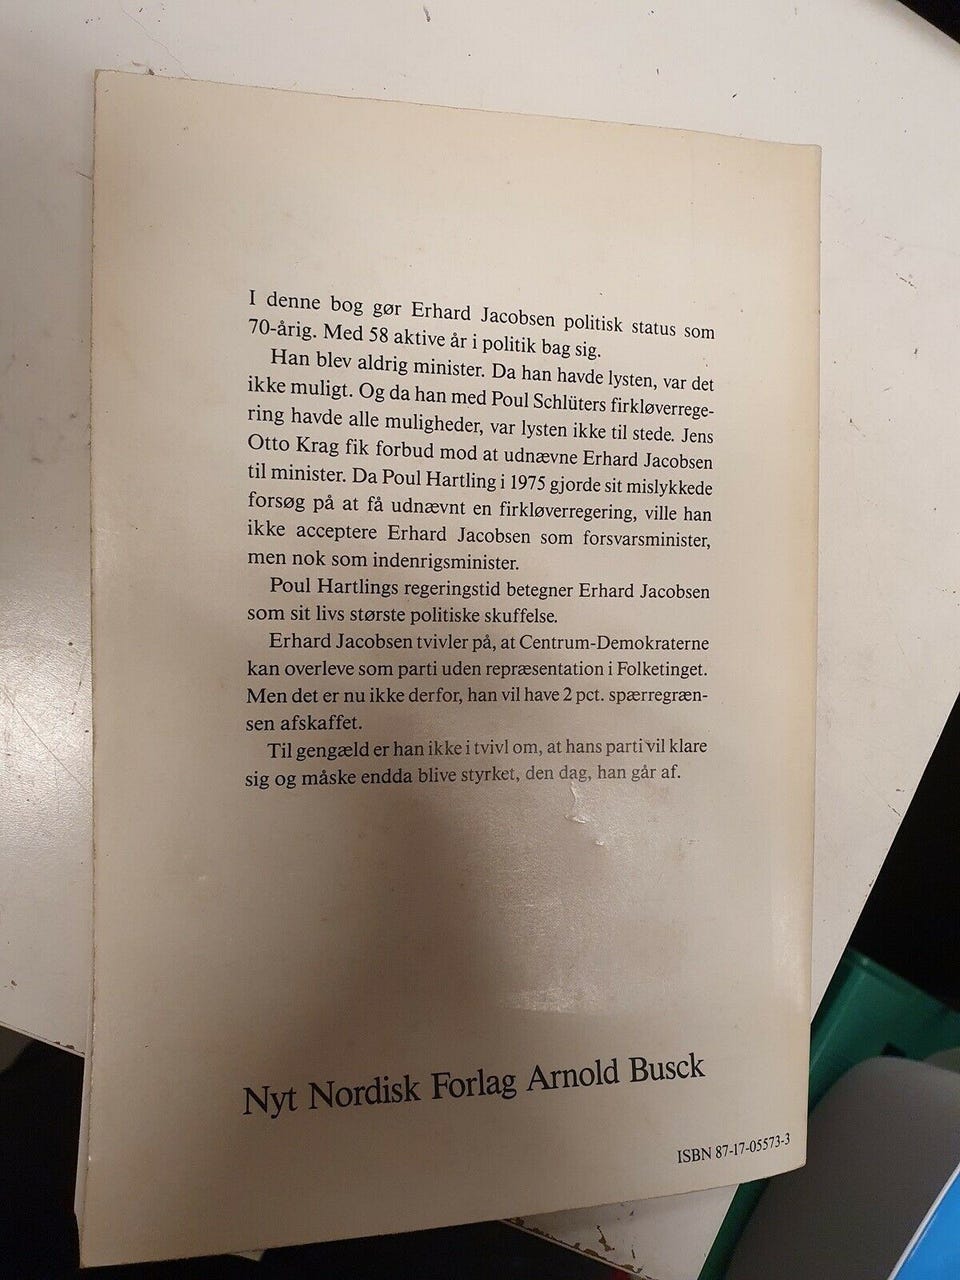 I denne bog gør Erhard Jacobsen politisk status som
70-årig. Med 58 aktive år i politik bag sig.
Han blev aldrig minister. Da han havde lysten, var det
ikke muligt. Og da han med Poul Schlüters firkløverrege-
ring havde alle muligheder, var lysten ikke til stede. Jens
Otto Krag fik forbud mod at udnævne Erhard Jacobsen
til minister. Da Poul Hartling i 1975 gjorde sit mislykkede
forsøg på at få udnævnt en firkløverregering, ville han
ikke acceptere Erhard Jacobsen som forsvarsminister,
men nok som indenrigsminister.
Poul Hartlings regeringstid betegner Erhard Jacobsen
som sit livs største politiske skuffelse.
Erhard Jacobsen tvivler på, at Centrum-Demokraterne
kan overleve som parti uden repræsentation i Folketinget.
Men det er nu ikke derfor, han vil have 2 pct. spærregræn-
sen afskaffet.
Til gengæld er han ikke i tvivl om, at hans parti vil klare
sig og måske endda blive styrket, den dag, han går af.
Nyt Nordisk Forlag Arnold Busck
ISBN 87-17-05573-3